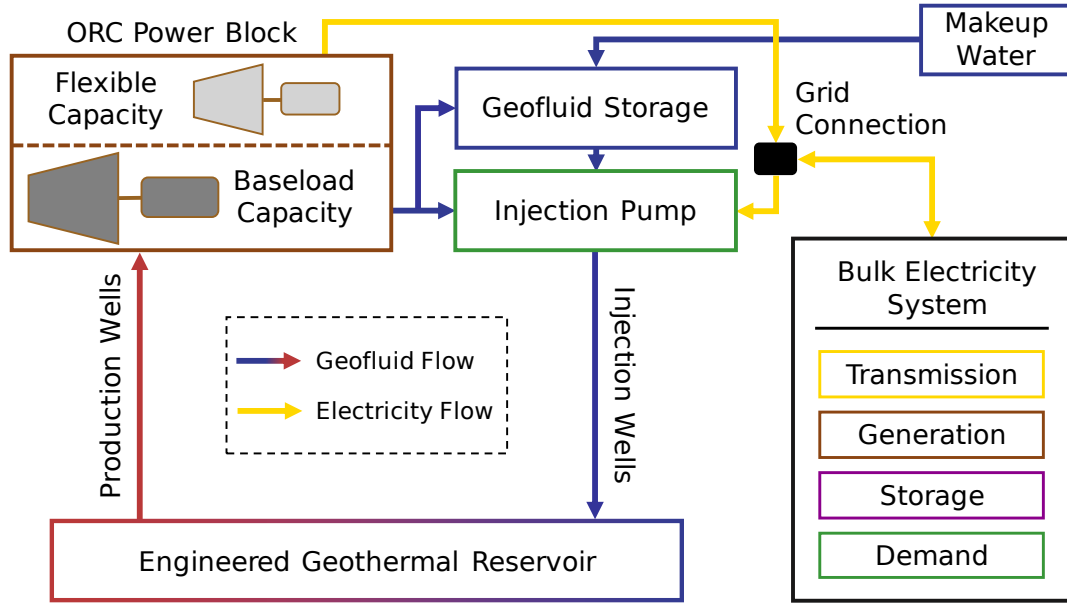 ORC Power Block
Flexible
Capacity
Baseload
Capacity
Geofluid Storage
Injection Pump
Makeup
Water
Grid
Connection
Production Wells
Injection Wells
Geofluid Flow
Electricity Flow
Engineered Geothermal Reservoir
Bulk Electricity
System
Transmission
Generation
Storage
Demand